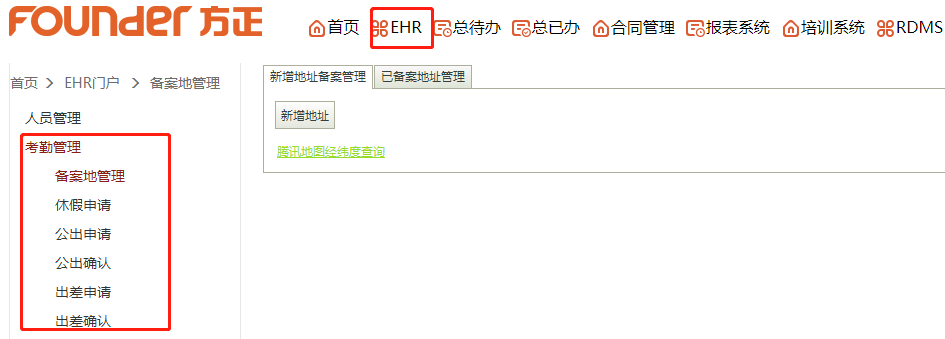 FOUNDER 方正
首页 EHR 总待办 总已办 合同管理 报表系统 培训系统 RDMS
首页 > EHR门户 > 备案地管理
人员管理
考勤管理
备案地管理
休假申请
公出申请
公出确认
出差申请
出差确认
新增地址备案管理 已备案地址管理
新增地址
腾讯地图经纬度查询